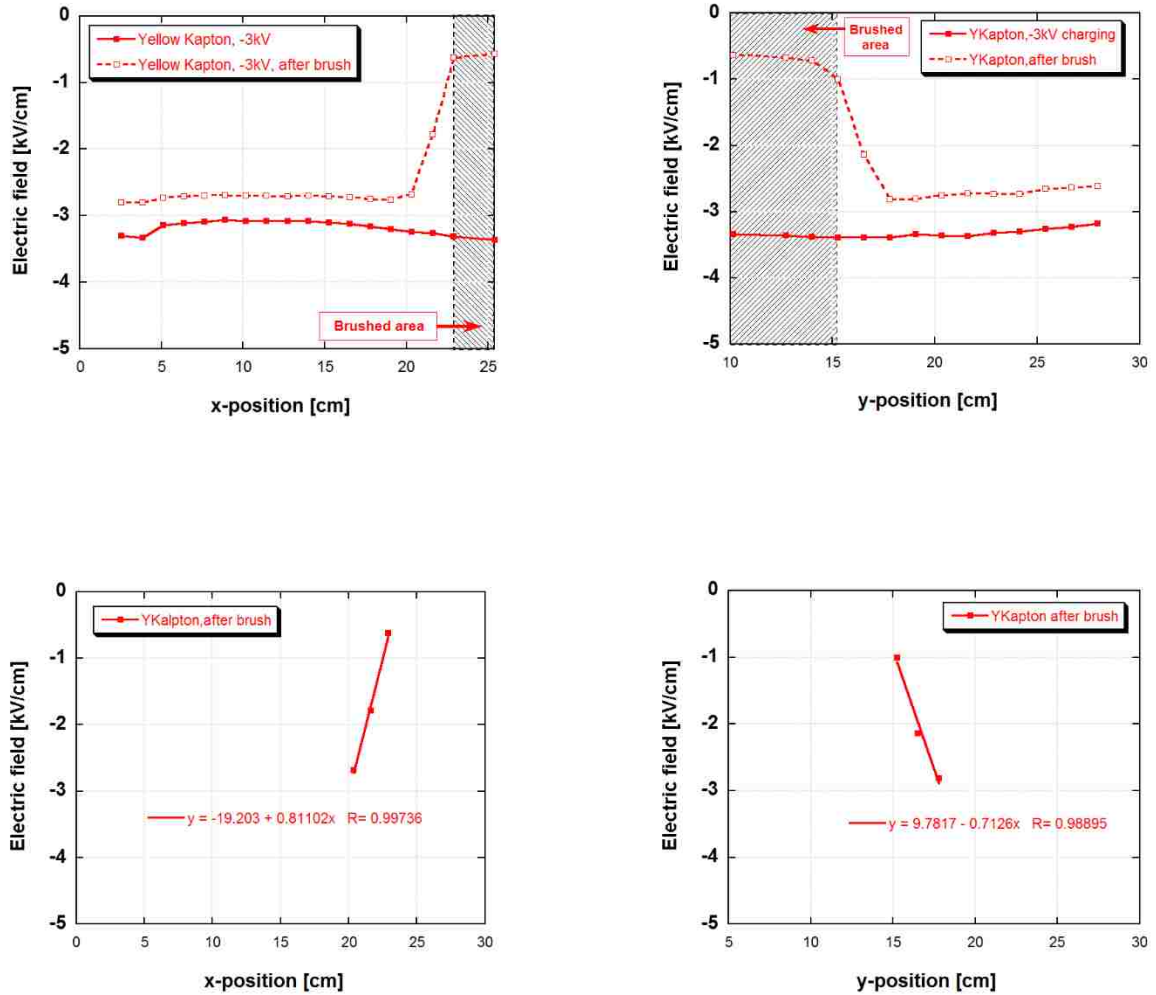 0
-1
-2
-3
-4
-5
Electric field [kV/cm]
Yellow Kapton, -3kV
Yellow Kapton, -3kV, after brush
Brushed area
0
5
10
15
20
25
x-position [cm]
0
-1
-2
-3
-4
-5
Electric field [kV/cm]
Brushed
area
YKapton,-3kV charging
YKapton,after brush
10
15
20
25
30
y-position [cm]
0
-1
-2
-3
-4
-5
Electric field [kV/cm]
YKalpton,after brush
y = -19.203 + 0.81102x R= 0.99736
0
5
10
15
20
25
30
x-position [cm]
0
-1
-2
-3
-4
-5
Electric field [kV/cm]
YKapton after brush
y = 9.7817 - 0.7126x R= 0.98895
5
10
15
20
25
30
y-position [cm]